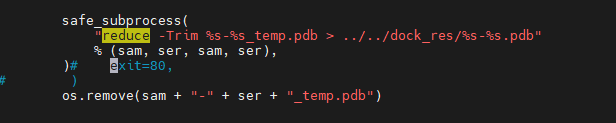 safe_subprocess(
"reduce -Trim %s-%s_temp.pdb > ../../dock_res/%s-%s.pdb"
% (sam, ser, sam, ser),
)#    exit=80,
#        )
os.remove(sam + "-" + ser + "_temp.pdb")